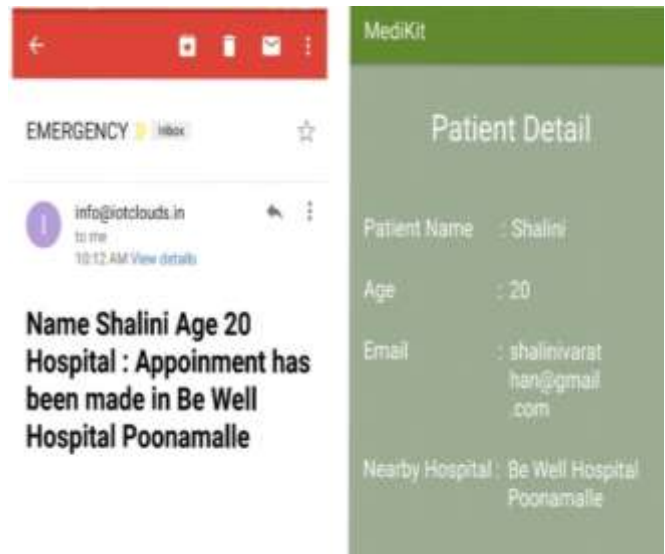 EMERGENCY Inbox
info@iotclouds.in
to me
10:12 AM View details
Name Shalini Age 20
Hospital : Appoinment has
been made in Be Well
Hospital Poonamalle
MediKit
Patient Detail
Patient Name : Shalini
Age : 20
Email : shalinivarat
han@gmail
.com
Nearby Hospital : Be Well Hospital
Poonamalle